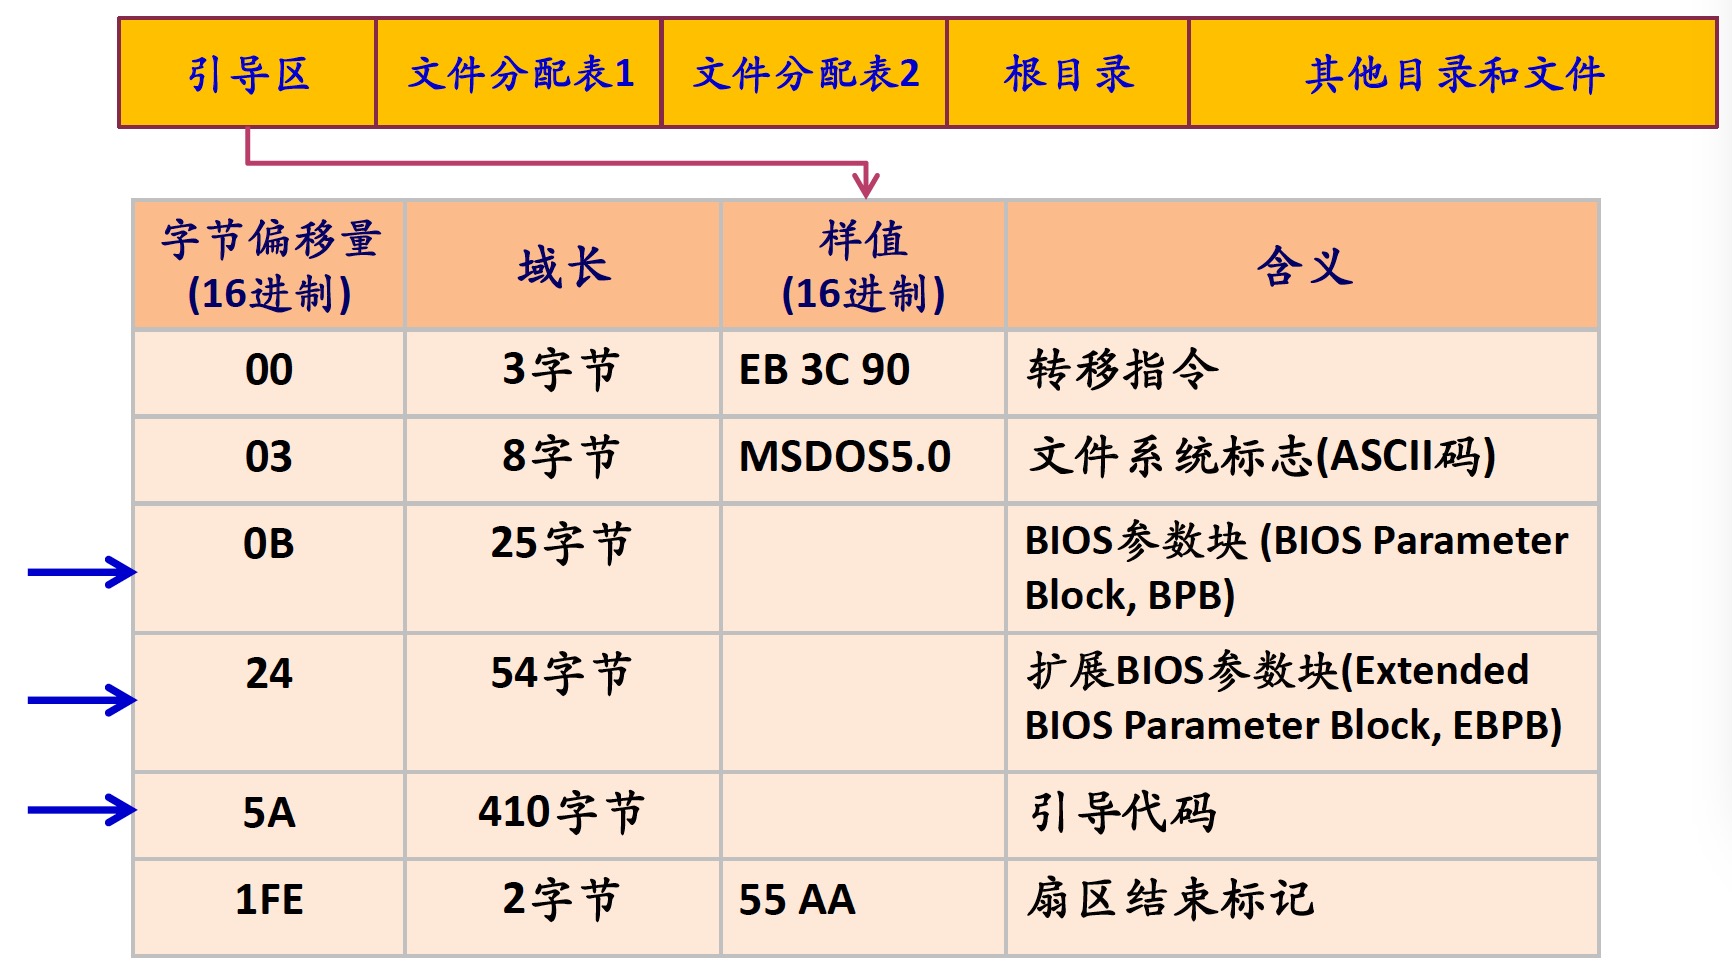 引导区 文件分配表1 文件分配表2 根目录 其他目录和文件
字节偏移量
(16进制)
域长
样值
(16进制)
含义
00 3字节 EB 3C 90 转移指令
03 8字节 MSDOS5.0 文件系统标志(ASCII码)
0B 25字节 BIOS参数块 (BIOS Parameter
Block, BPB)
24 54字节 扩展BIOS参数块(Extended
BIOS Parameter Block, EBPB)
5A 410字节 引导代码
1FE 2字节 55 AA 扇区结束标记